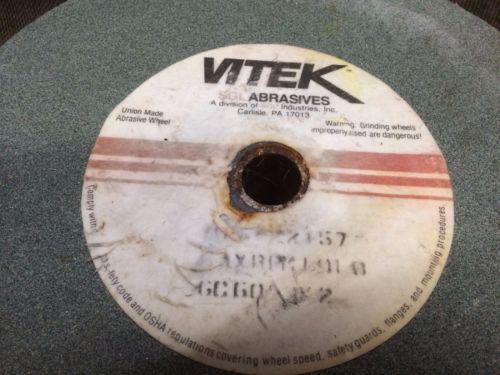 VITEK
SGL ABRASIVES
A division of Industries, Inc.
Carlisle, PA 17013
Union Made
Abrasive Wheel
Warning: Grinding wheels
improperly used are dangerous!
Comply safety code and OSHA regulations covering wheel speed, safety guards, flanges, and mounting procedures.